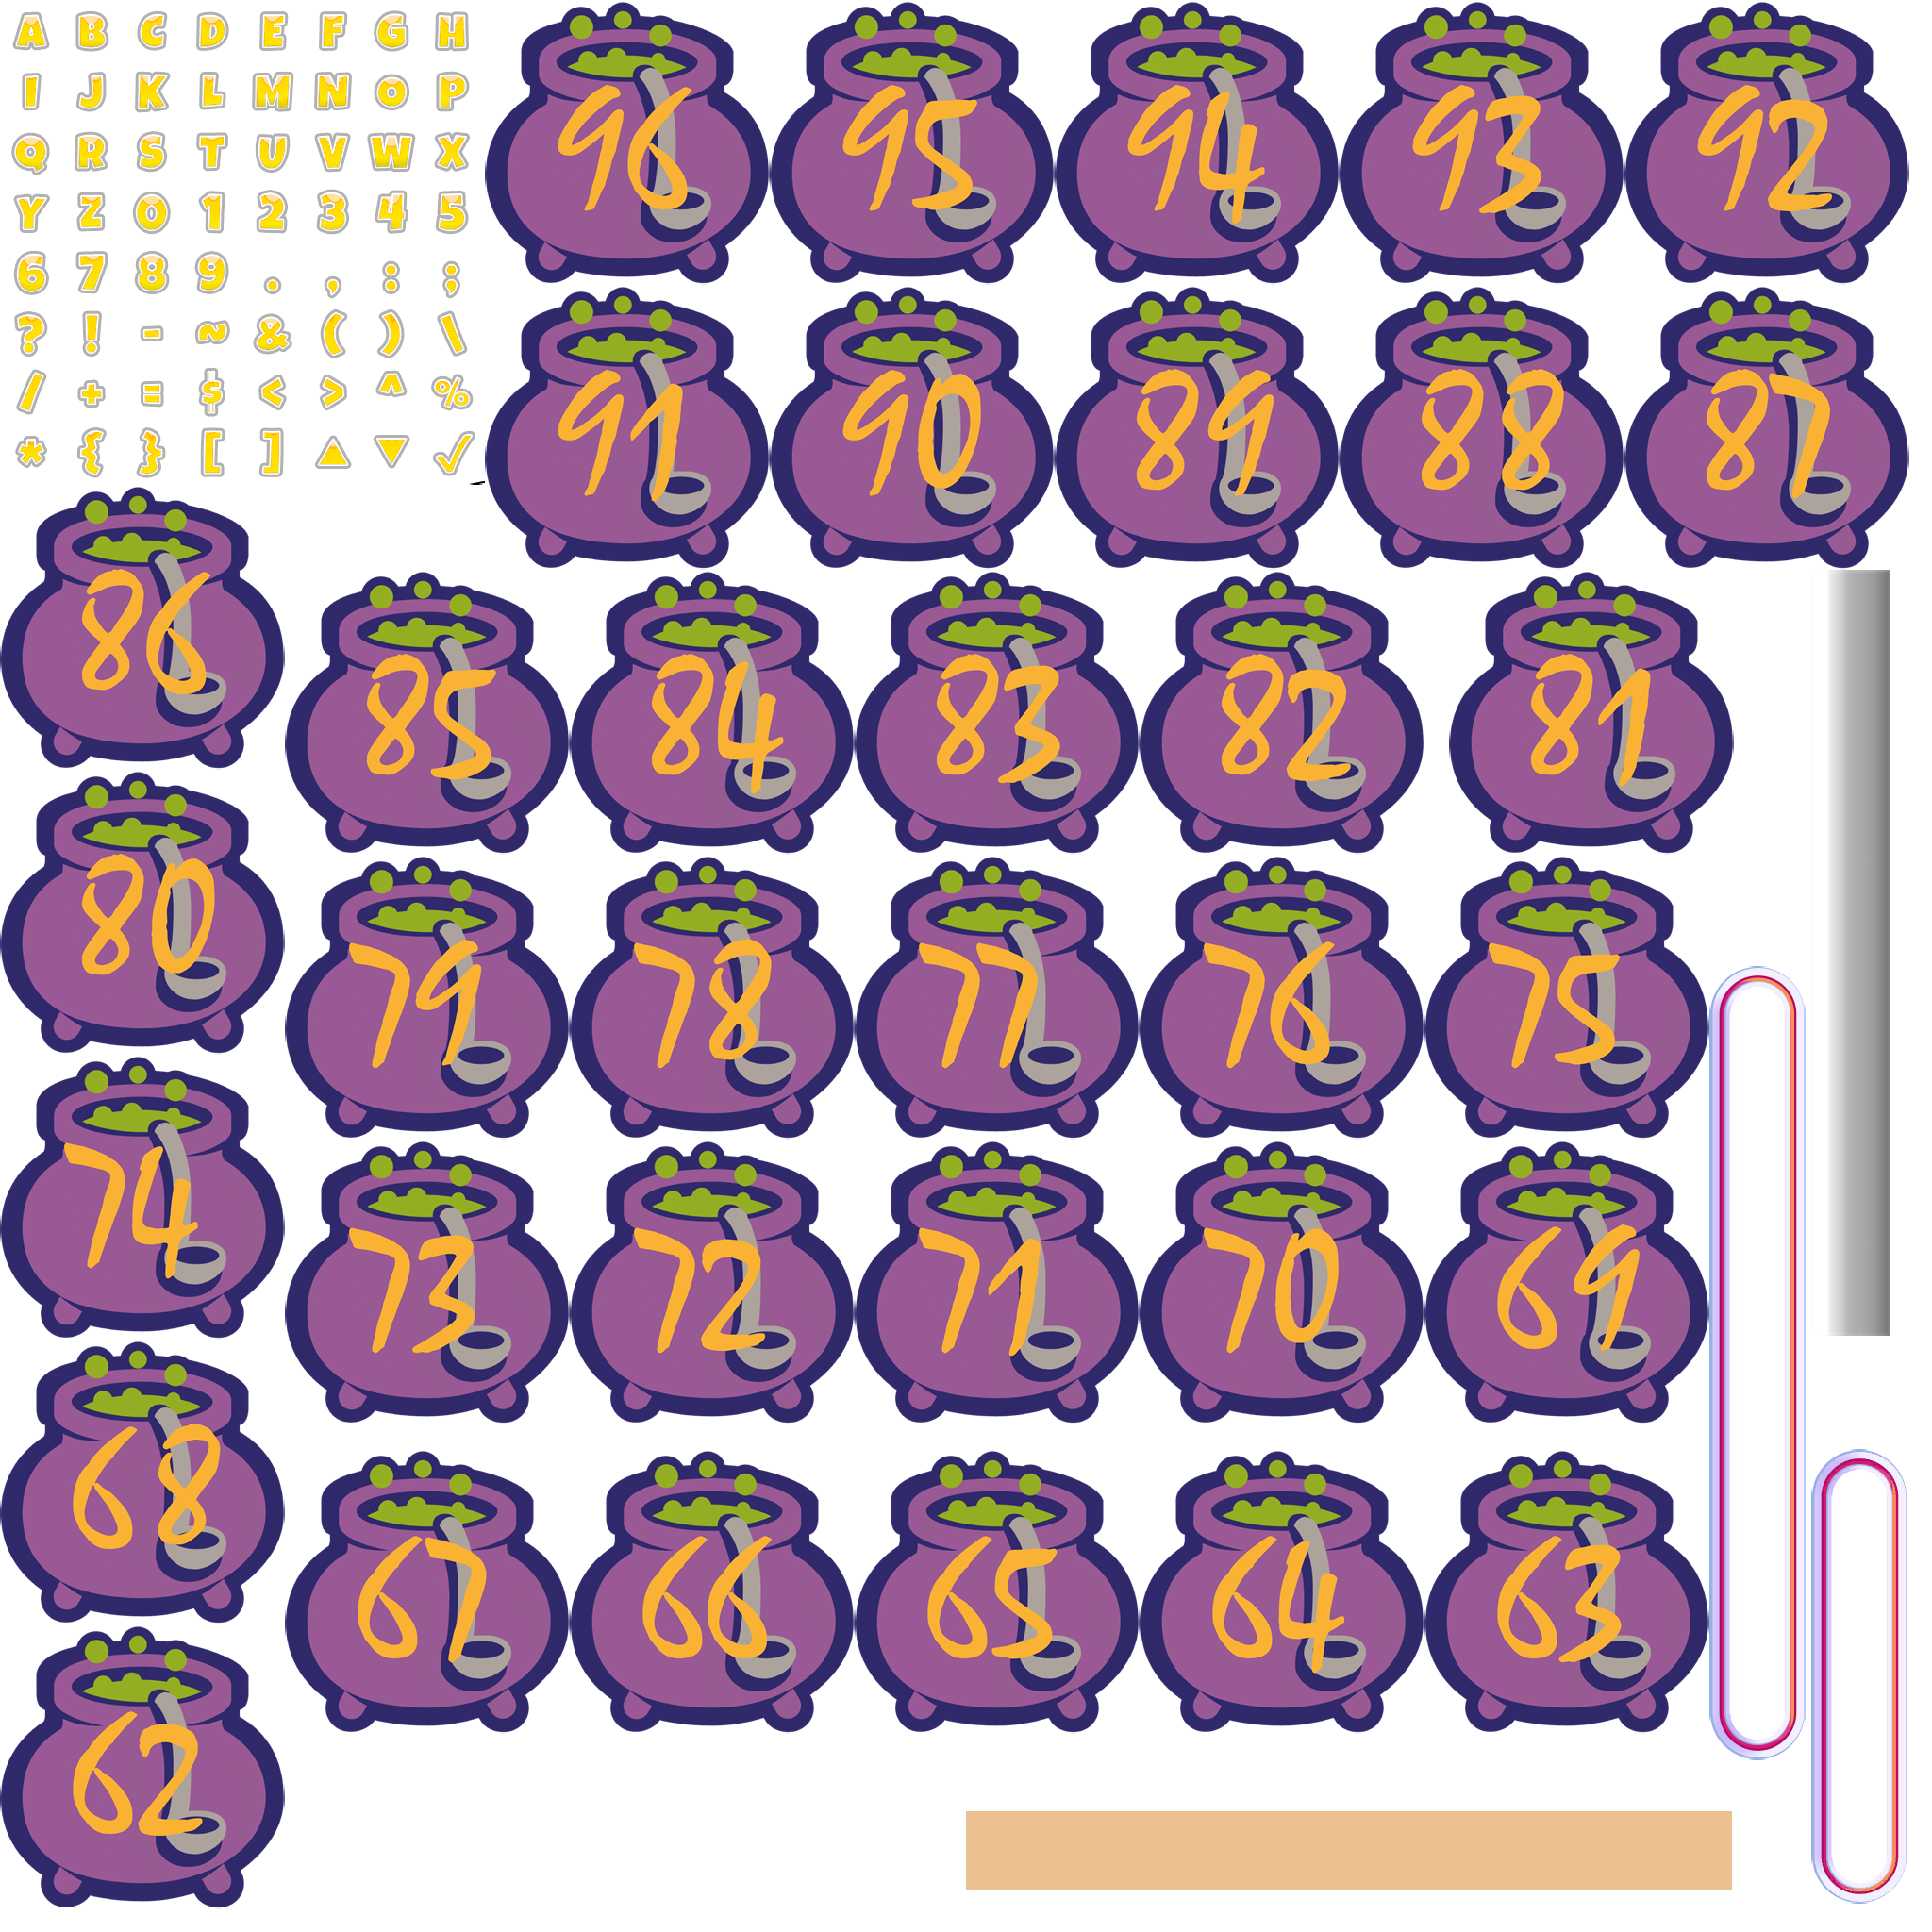 A B C D E F G H
I J K L M N O P
Q R S T U V W X
Y Z 0 1 2 3 4 5
6 7 8 9 . , : ;
? ! - ~ & ( ) \
/ + = $ < > ^ %
* { } [ ] ▲ ▼ ✓
96 95 94 93 92
91 90 89 88 87
86
85 84 83 82 81
80
79 78 77 76 75
74
73 72 71 70 69
68
67 66 65 64 63
62